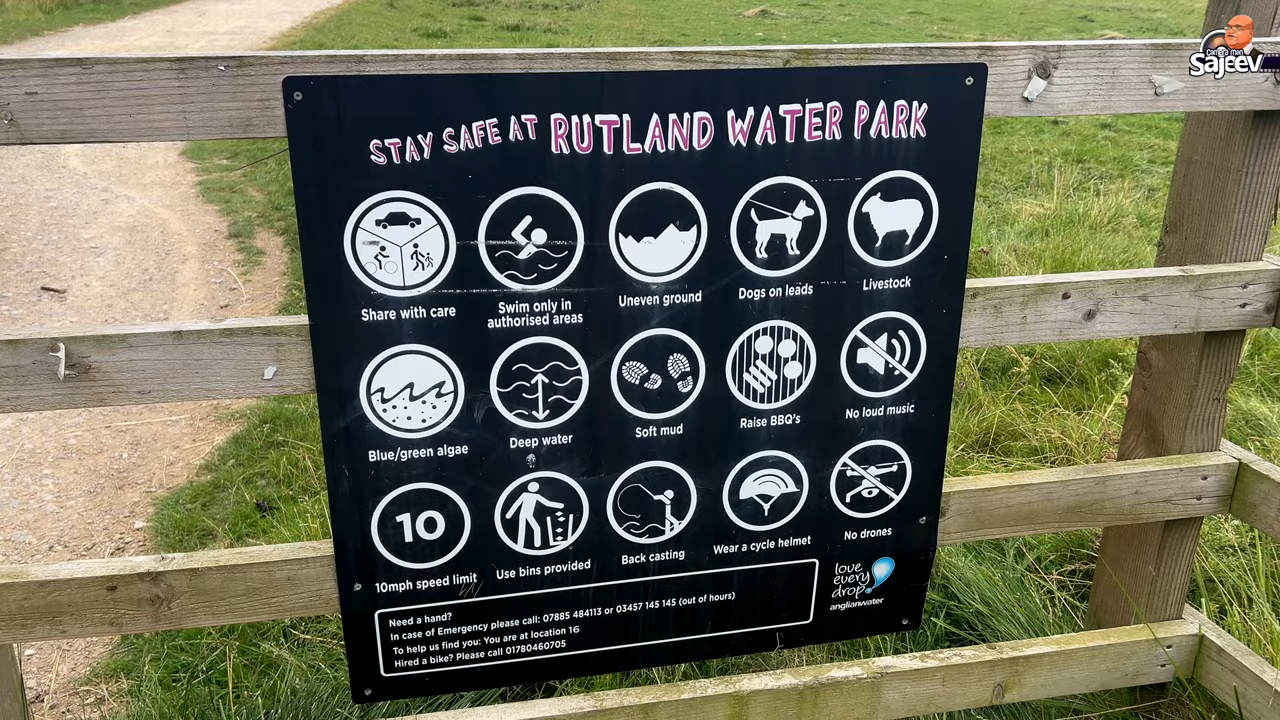 Camera man
Sajeev
STAY SAFE AT RUTLAND WATER PARK
Share with care
Swim only in
authorised areas
Uneven ground
Dogs on leads
Livestock
Blue/green algae
Deep water
Soft mud
Raise BBQ's
No loud music
10
10mph speed limit
Use bins provided
Back casting
Wear a cycle helmet
No drones
Need a hand?
In case of Emergency please call: 07885 484113 or 03457 145 145 (out of hours)
To help us find you: You are at location 16
Hired a bike? Please call 01780460705
love
every
drop
anglianwater